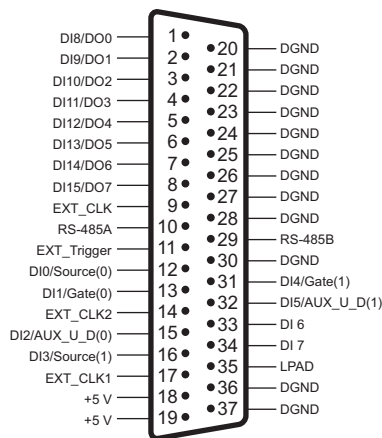 DI8/DO0 1 20 DGND
DI9/DO1 2 21 DGND
DI10/DO2 3 22 DGND
DI11/DO3 4 23 DGND
DI12/DO4 5 24 DGND
DI13/DO5 6 25 DGND
DI14/DO6 7 26 DGND
DI15/DO7 8 27 DGND
EXT_CLK 9 28 DGND
RS-485A 10 29 RS-485B
EXT_Trigger 11 30 DGND
DI0/Source(0) 12 31 DI4/Gate(1)
DI1/Gate(0) 13 32 DI5/AUX_U_D(1)
EXT_CLK2 14 33 DI 6
DI2/AUX_U_D(0) 15 34 DI 7
DI3/Source(1) 16 35 LPAD
EXT_CLK1 17 36 DGND
+5 V 18 37 DGND
+5 V 19